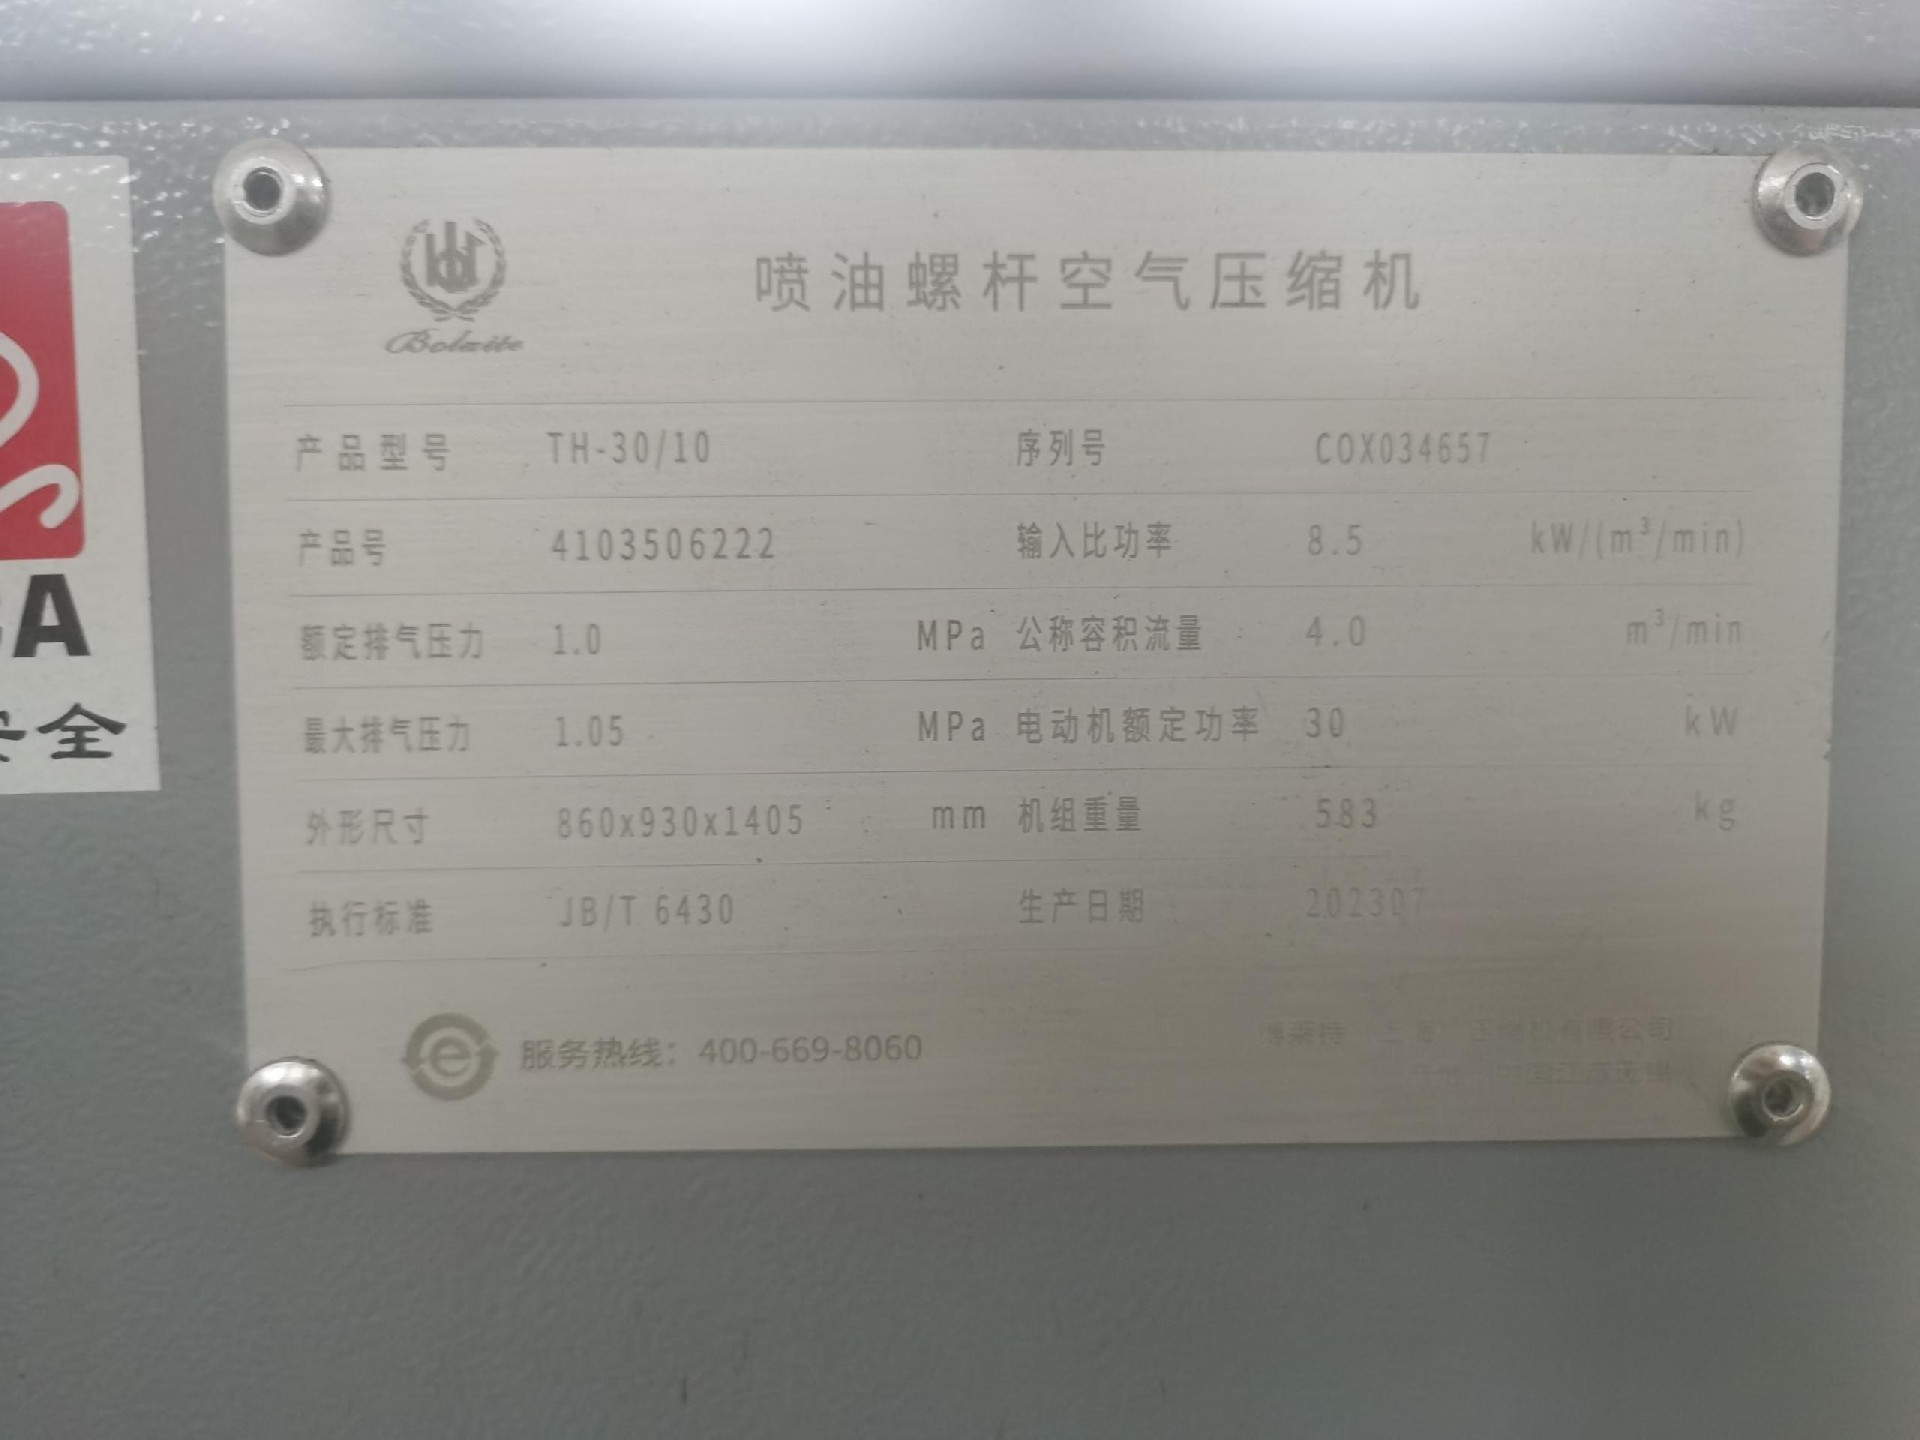 Bolaite
喷油螺杆空气压缩机
产品型号 TH-30/10 序列号 COX034657
产品号 4103506222 输入比功率 8.5 kW/(m³/min)
额定排气压力 1.0 MPa 公称容积流量 4.0 m³/min
最大排气压力 1.05 MPa 电动机额定功率 30 kW
外形尺寸 860x930x1405 mm 机组重量 583 kg
执行标准 JB/T 6430 生产日期 202307
服务热线：400-669-8060
有限公司
A
安全